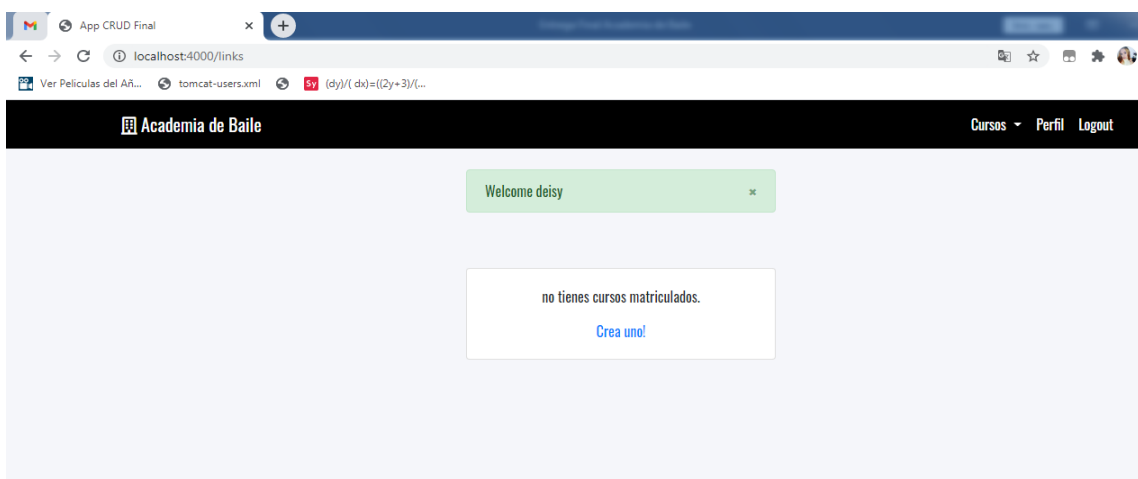 App CRUD Final
localhost:4000/links
Ver Peliculas del Añ... tomcat-users.xml Sy (dy)/( dx)=((2y+3)/(...
Academia de Baile Cursos Perfil Logout
Welcome deisy ×
no tienes cursos matriculados.
Crea uno!